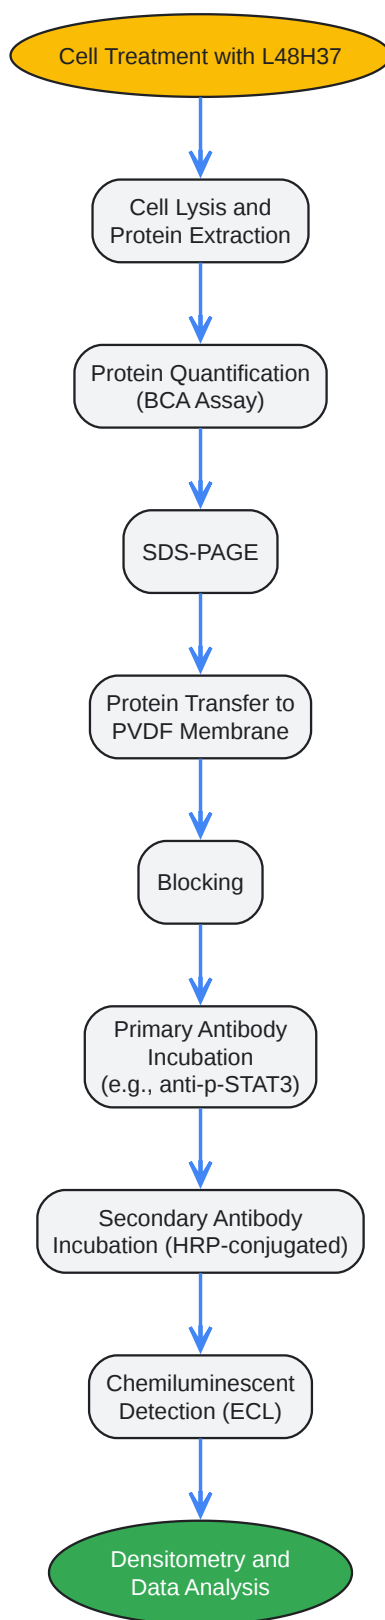 Cell Treatment with L48H37
Cell Lysis and
Protein Extraction
Protein Quantification
(BCA Assay)
SDS-PAGE
Protein Transfer to
PVDF Membrane
Blocking
Primary Antibody
Incubation
(e.g., anti-p-STAT3)
Secondary Antibody
Incubation (HRP-conjugated)
Chemiluminescent
Detection (ECL)
Densitometry and
Data Analysis